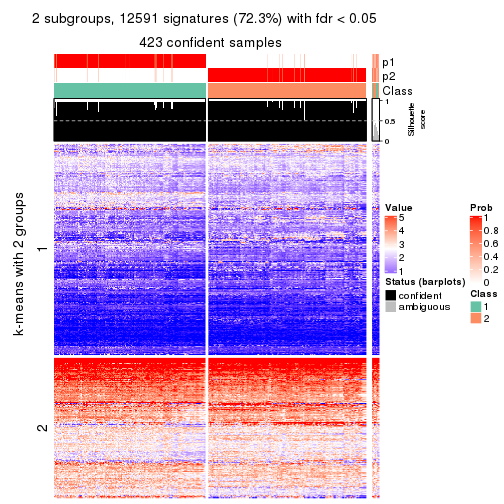 2 subgroups, 12591 signatures (72.3%) with fdr < 0.05
423 confident samples
p1
p2
Class
1
0.5
0
Silhouette
score
k-means with 2 groups
1
2
Value
5
4
3
2
1
Status (barplots)
confident
ambiguous
Prob
1
0.8
0.6
0.4
0.2
0
Class
1
2